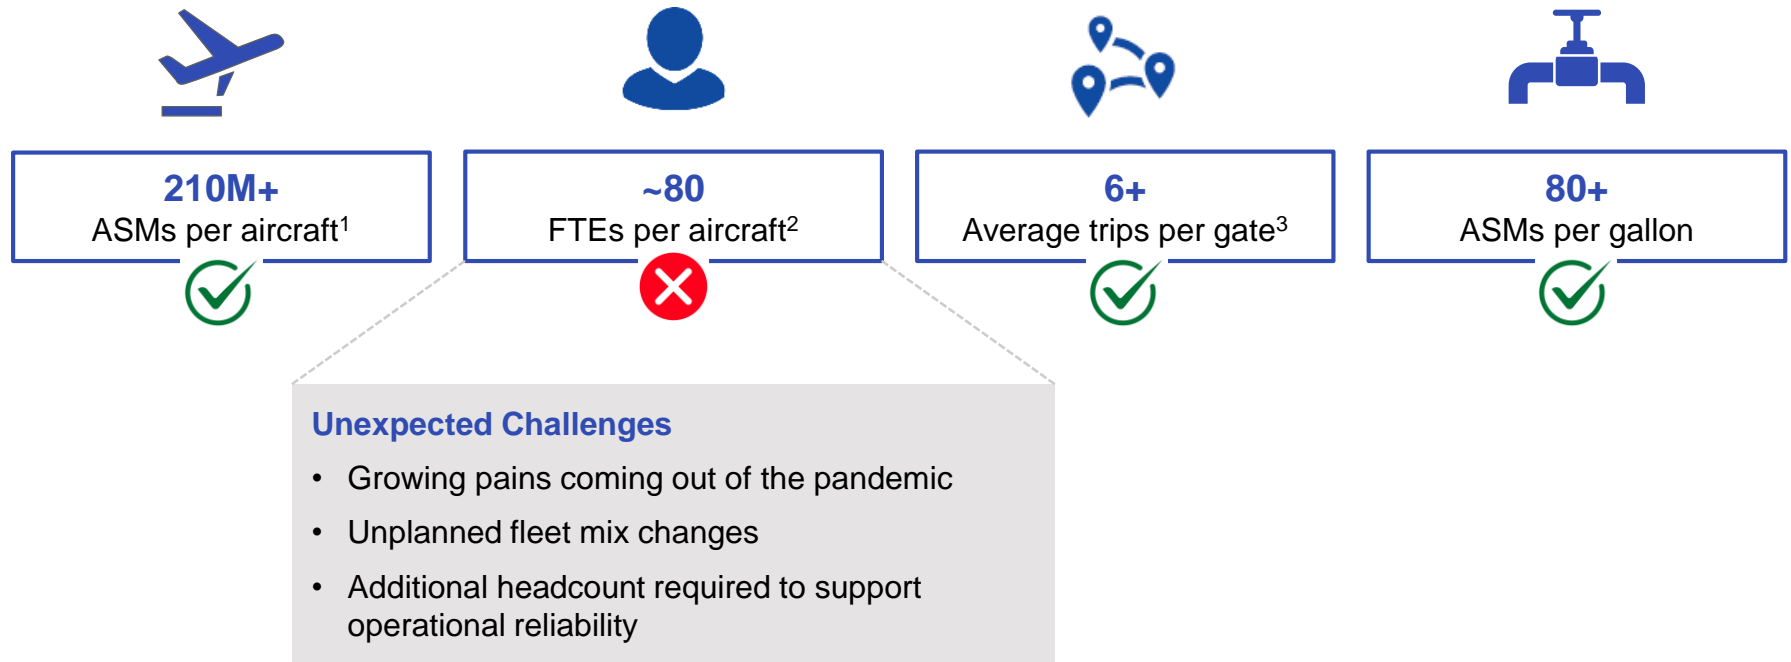 210M+
ASMs per aircraft1
~80
FTEs per aircraft2
6+
Average trips per gate3
80+
ASMs per gallon
Unexpected Challenges
• Growing pains coming out of the pandemic
• Unplanned fleet mix changes
• Additional headcount required to support
operational reliability